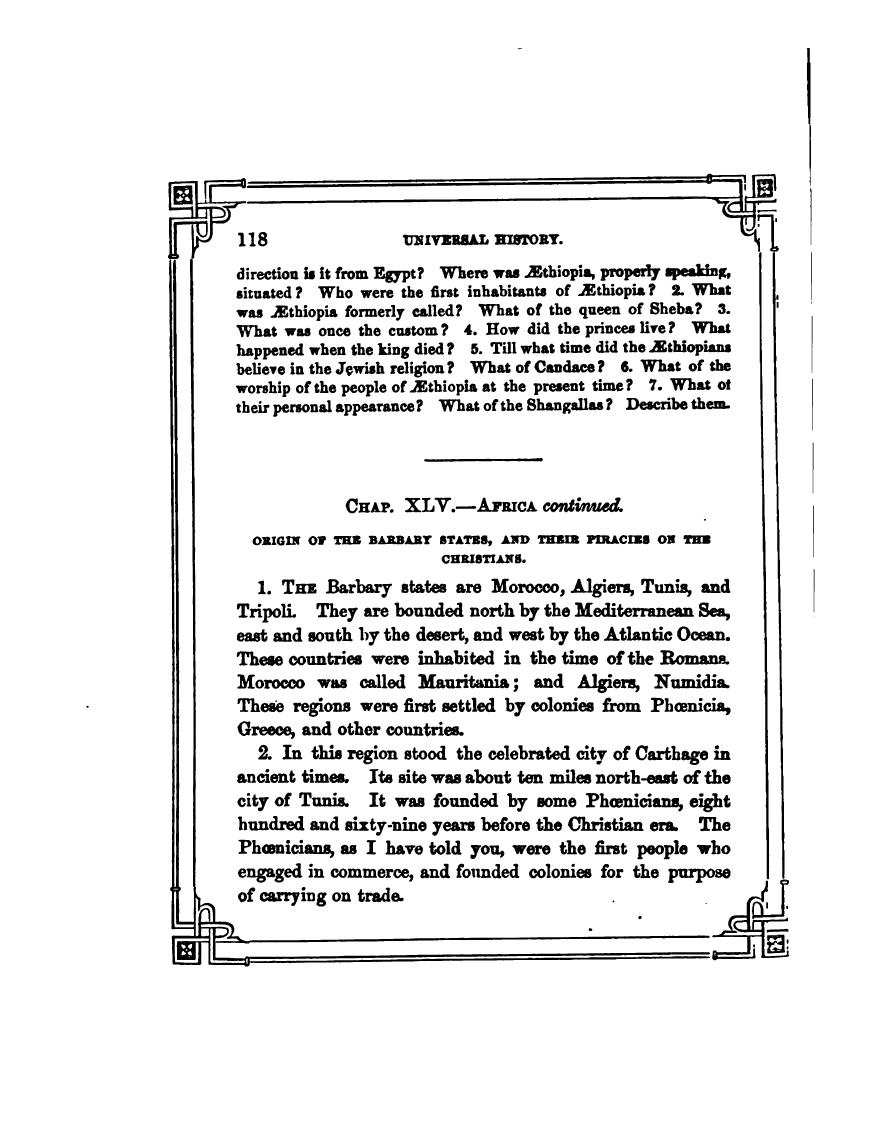 118 UNIVERSAL HISTORY.
direction is it from Egypt? Where was Æthiopia, properly speaking,
situated? Who were the first inhabitants of Æthiopia? 2. What
was Æthiopia formerly called? What of the queen of Sheba? 3.
What was once the custom? 4. How did the princes live? What
happened when the king died? 5. Till what time did the Æthiopians
believe in the Jewish religion? What of Candace? 6. What of the
worship of the people of Æthiopia at the present time? 7. What of
their personal appearance? What of the Shangallas? Describe them.
CHAP. XLV.—AFRICA continued.
ORIGIN OF THE BARBARY STATES, AND THEIR PIRACIES ON THE
CHRISTIANS.
1. THE Barbary states are Morocco, Algiers, Tunis, and
Tripoli. They are bounded north by the Mediterranean Sea,
east and south by the desert, and west by the Atlantic Ocean.
These countries were inhabited in the time of the Romans.
Morocco was called Mauritania; and Algiers, Numidia.
These regions were first settled by colonies from Phœnicia,
Greece, and other countries.
2. In this region stood the celebrated city of Carthage in
ancient times. Its site was about ten miles north-east of the
city of Tunis. It was founded by some Phœnicians, eight
hundred and sixty-nine years before the Christian era. The
Phœnicians, as I have told you, were the first people who
engaged in commerce, and founded colonies for the purpose
of carrying on trade.